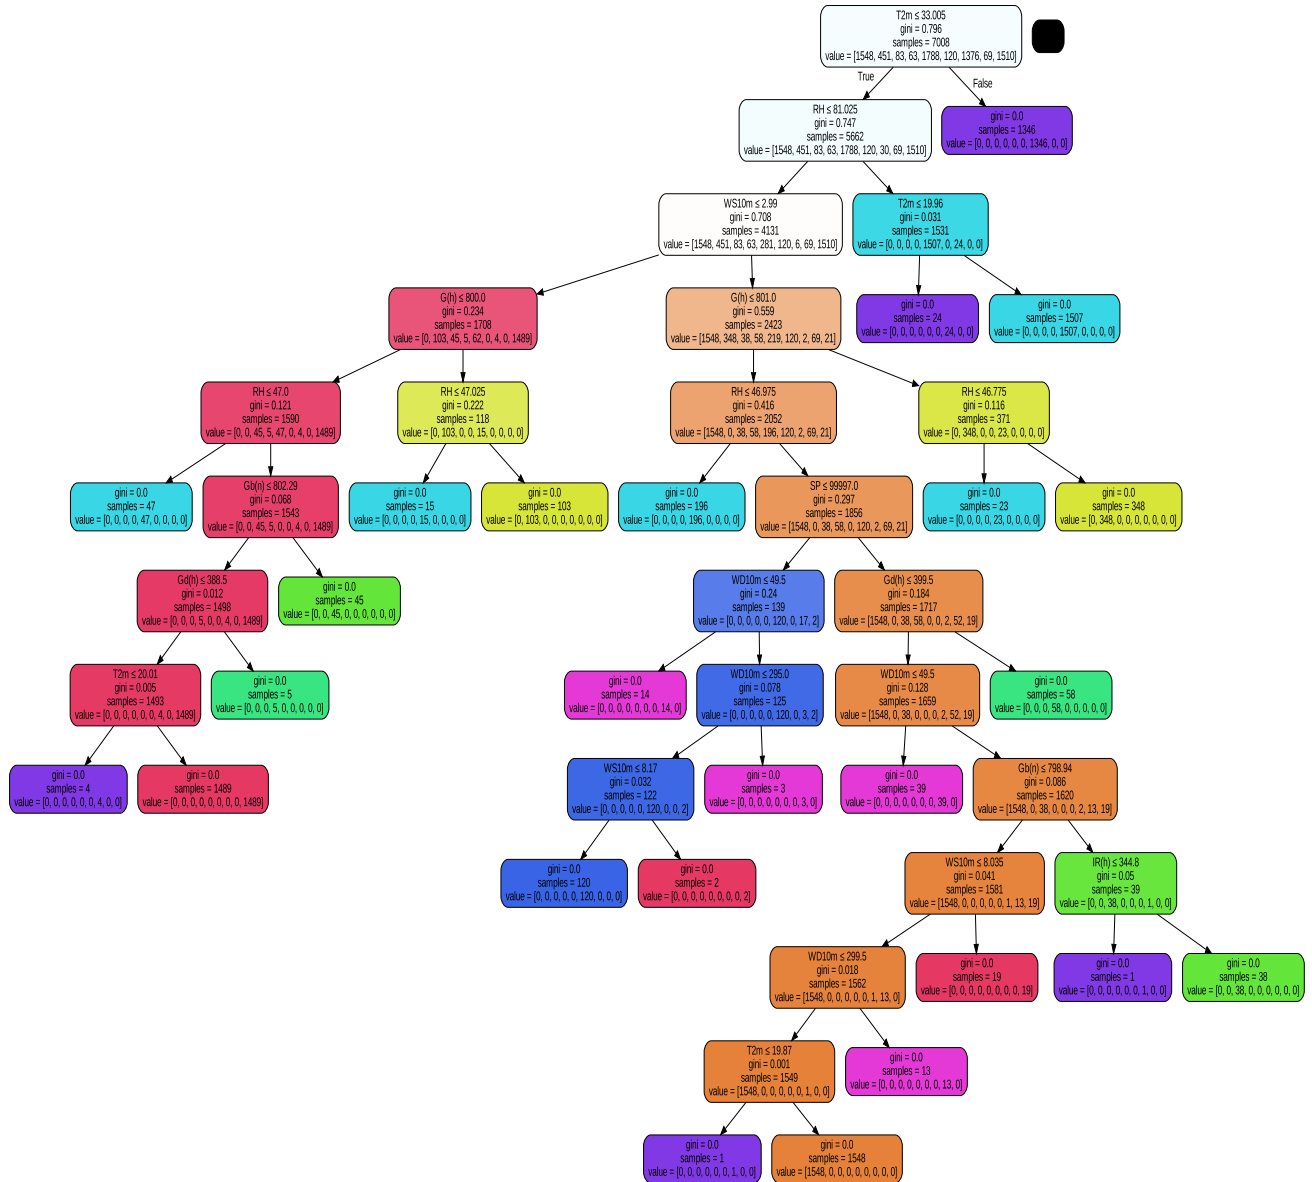 T2m ≤ 33.005
gini = 0.796
samples = 7008
value = [1548, 451, 83, 63, 1788, 120, 1376, 69, 1510]
True
False
RH ≤ 81.025
gini = 0.747
samples = 5662
value = [1548, 451, 83, 63, 1788, 120, 30, 69, 1510]
gini = 0.0
samples = 1346
value = [0, 0, 0, 0, 0, 0, 1346, 0, 0]
WS10m ≤ 2.99
gini = 0.708
samples = 4131
value = [1548, 451, 83, 63, 281, 120, 6, 69, 1510]
T2m ≤ 19.96
gini = 0.031
samples = 1531
value = [0, 0, 0, 0, 1507, 0, 24, 0, 0]
G(h) ≤ 800.0
gini = 0.234
samples = 1708
value = [0, 103, 45, 5, 62, 0, 4, 0, 1489]
G(h) ≤ 801.0
gini = 0.559
samples = 2423
value = [1548, 348, 38, 58, 219, 120, 2, 69, 21]
gini = 0.0
samples = 24
value = [0, 0, 0, 0, 0, 0, 24, 0, 0]
gini = 0.0
samples = 1507
value = [0, 0, 0, 0, 1507, 0, 0, 0, 0]
RH ≤ 47.0
gini = 0.121
samples = 1590
value = [0, 0, 45, 5, 47, 0, 4, 0, 1489]
RH ≤ 47.025
gini = 0.222
samples = 118
value = [0, 103, 0, 0, 15, 0, 0, 0, 0]
RH ≤ 46.975
gini = 0.416
samples = 2052
value = [1548, 0, 38, 58, 196, 120, 2, 69, 21]
RH ≤ 46.775
gini = 0.116
samples = 371
value = [0, 348, 0, 0, 23, 0, 0, 0, 0]
gini = 0.0
samples = 47
value = [0, 0, 0, 0, 47, 0, 0, 0, 0]
Gb(n) ≤ 802.29
gini = 0.068
samples = 1543
value = [0, 0, 45, 5, 0, 0, 4, 0, 1489]
gini = 0.0
samples = 15
value = [0, 0, 0, 0, 15, 0, 0, 0, 0]
gini = 0.0
samples = 103
value = [0, 103, 0, 0, 0, 0, 0, 0, 0]
gini = 0.0
samples = 196
value = [0, 0, 0, 0, 196, 0, 0, 0, 0]
SP ≤ 99997.0
gini = 0.297
samples = 1856
value = [1548, 0, 38, 58, 0, 120, 2, 69, 21]
gini = 0.0
samples = 23
value = [0, 0, 0, 0, 23, 0, 0, 0, 0]
gini = 0.0
samples = 348
value = [0, 348, 0, 0, 0, 0, 0, 0, 0]
Gd(h) ≤ 388.5
gini = 0.012
samples = 1498
value = [0, 0, 0, 5, 0, 0, 4, 0, 1489]
gini = 0.0
samples = 45
value = [0, 0, 45, 0, 0, 0, 0, 0, 0]
WD10m ≤ 49.5
gini = 0.24
samples = 139
value = [0, 0, 0, 0, 0, 120, 0, 17, 2]
Gd(h) ≤ 399.5
gini = 0.184
samples = 1717
value = [1548, 0, 38, 58, 0, 0, 2, 52, 19]
T2m ≤ 20.01
gini = 0.005
samples = 1493
value = [0, 0, 0, 0, 0, 0, 4, 0, 1489]
gini = 0.0
samples = 5
value = [0, 0, 0, 5, 0, 0, 0, 0, 0]
gini = 0.0
samples = 14
value = [0, 0, 0, 0, 0, 0, 0, 14, 0]
WD10m ≤ 295.0
gini = 0.078
samples = 125
value = [0, 0, 0, 0, 0, 120, 0, 3, 2]
WD10m ≤ 49.5
gini = 0.128
samples = 1659
value = [1548, 0, 38, 0, 0, 0, 2, 52, 19]
gini = 0.0
samples = 58
value = [0, 0, 0, 58, 0, 0, 0, 0, 0]
gini = 0.0
samples = 4
value = [0, 0, 0, 0, 0, 0, 4, 0, 0]
gini = 0.0
samples = 1489
value = [0, 0, 0, 0, 0, 0, 0, 0, 1489]
WS10m ≤ 8.17
gini = 0.032
samples = 122
value = [0, 0, 0, 0, 0, 120, 0, 0, 2]
gini = 0.0
samples = 3
value = [0, 0, 0, 0, 0, 0, 0, 3, 0]
gini = 0.0
samples = 39
value = [0, 0, 0, 0, 0, 0, 0, 39, 0]
Gb(n) ≤ 798.94
gini = 0.086
samples = 1620
value = [1548, 0, 38, 0, 0, 0, 2, 13, 19]
gini = 0.0
samples = 120
value = [0, 0, 0, 0, 0, 120, 0, 0, 0]
gini = 0.0
samples = 2
value = [0, 0, 0, 0, 0, 0, 0, 0, 2]
WS10m ≤ 8.035
gini = 0.041
samples = 1581
value = [1548, 0, 0, 0, 0, 0, 1, 13, 19]
IR(h) ≤ 344.8
gini = 0.05
samples = 39
value = [0, 0, 38, 0, 0, 0, 1, 0, 0]
WD10m ≤ 299.5
gini = 0.018
samples = 1562
value = [1548, 0, 0, 0, 0, 0, 1, 13, 0]
gini = 0.0
samples = 19
value = [0, 0, 0, 0, 0, 0, 0, 0, 19]
gini = 0.0
samples = 1
value = [0, 0, 0, 0, 0, 0, 1, 0, 0]
gini = 0.0
samples = 38
value = [0, 0, 38, 0, 0, 0, 0, 0, 0]
T2m ≤ 19.87
gini = 0.001
samples = 1549
value = [1548, 0, 0, 0, 0, 0, 1, 0, 0]
gini = 0.0
samples = 13
value = [0, 0, 0, 0, 0, 0, 0, 13, 0]
gini = 0.0
samples = 1
value = [0, 0, 0, 0, 0, 0, 1, 0, 0]
gini = 0.0
samples = 1548
value = [1548, 0, 0, 0, 0, 0, 0, 0, 0]